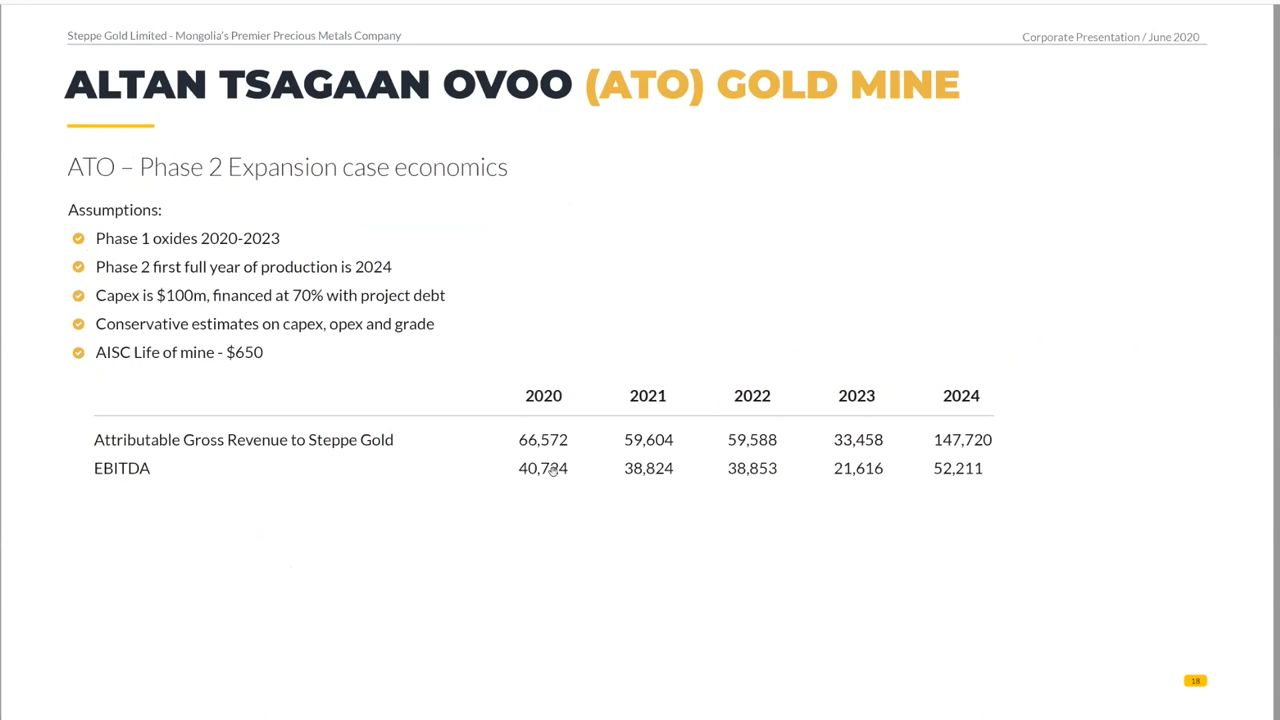 Steppe Gold Limited - Mongolia's Premier Precious Metals Company
Corporate Presentation / June 2020
ALTAN TSAGAAN OVOO (ATO) GOLD MINE
ATO – Phase 2 Expansion case economics
Assumptions:
Phase 1 oxides 2020-2023
Phase 2 first full year of production is 2024
Capex is $100m, financed at 70% with project debt
Conservative estimates on capex, opex and grade
AISC Life of mine - $650
2020 2021 2022 2023 2024
Attributable Gross Revenue to Steppe Gold 66,572 59,604 59,588 33,458 147,720
EBITDA 38,824 38,853 21,616 52,211
18